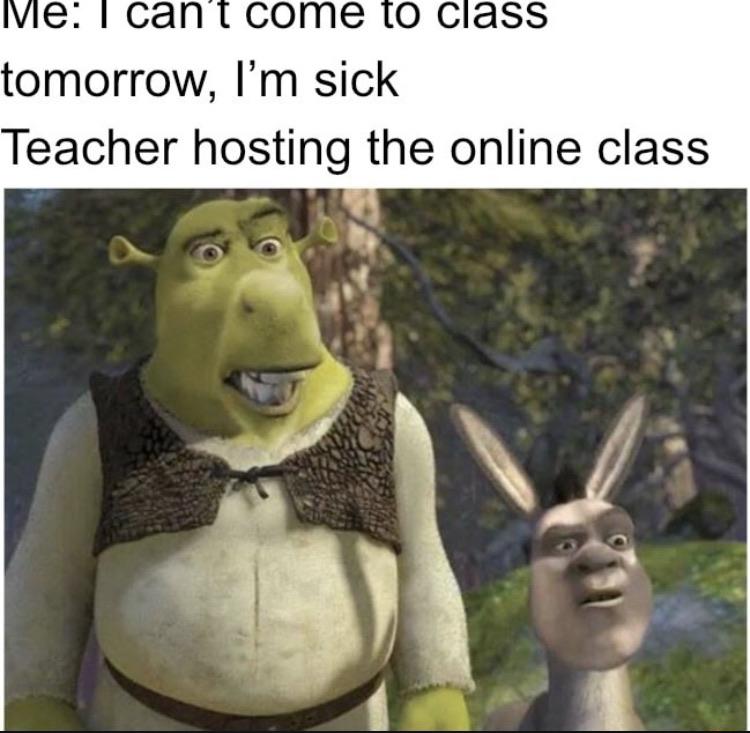 Me: I can't come to class
tomorrow, I'm sick
Teacher hosting the online class